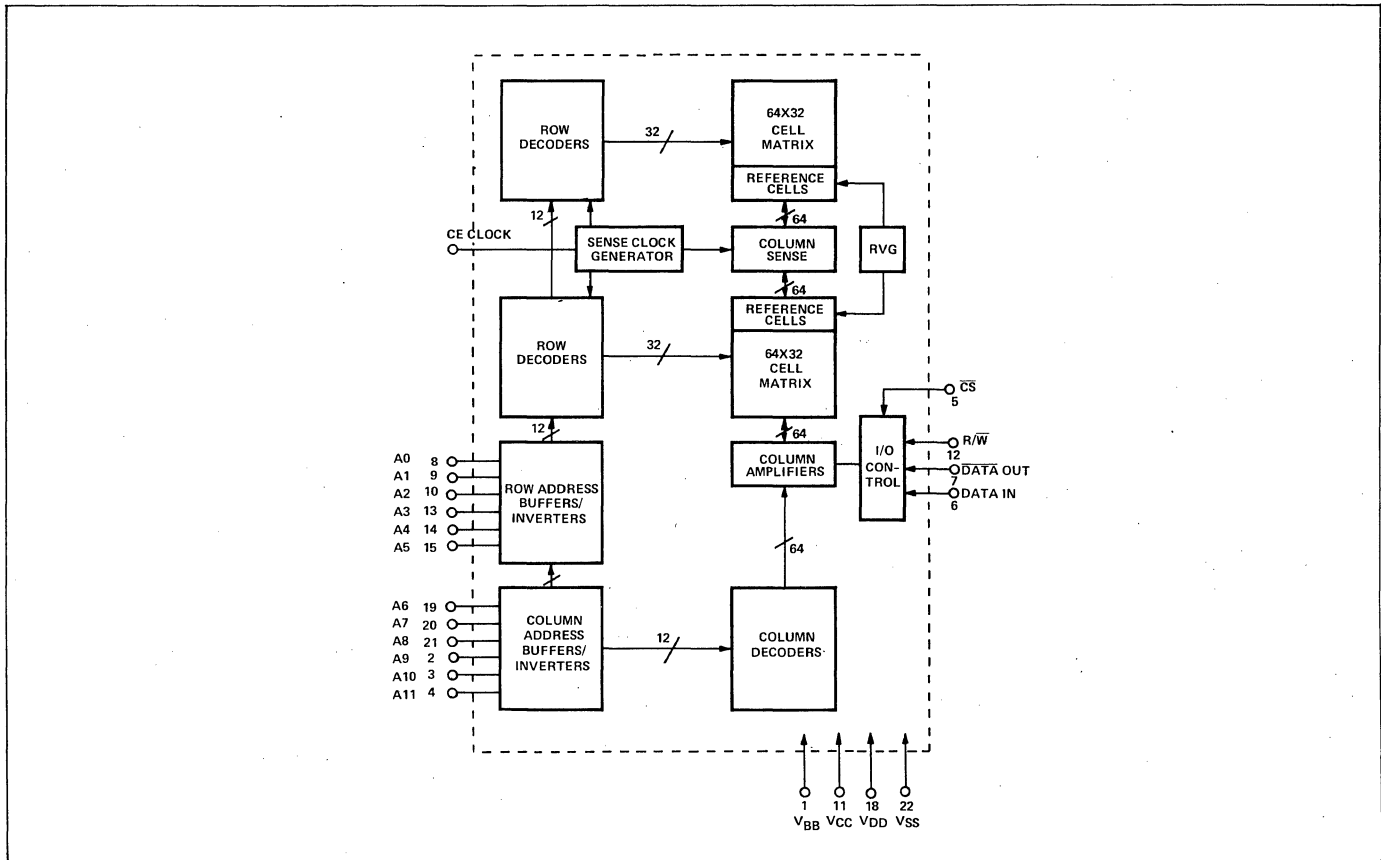 ROW
DECODERS
32
64X32
CELL
MATRIX
REFERENCE
CELLS
12
64
CE CLOCK
SENSE CLOCK
GENERATOR
COLUMN
SENSE
RVG
64
REFERENCE
CELLS
ROW
DECODERS
32
64X32
CELL
MATRIX
CS
5
12
64
I/O
CON-
TROL
R/W
12
DATA OUT
7
DATA IN
6
COLUMN
AMPLIFIERS
A0 8
A1 9
A2 10
A3 13
A4 14
A5 15
ROW ADDRESS
BUFFERS/
INVERTERS
64
A6 19
A7 20
A8 21
A9 2
A10 3
A11 4
COLUMN
ADDRESS
BUFFERS/
INVERTERS
12
COLUMN
DECODERS
1 11 18 22
VBB VCC VDD VSS